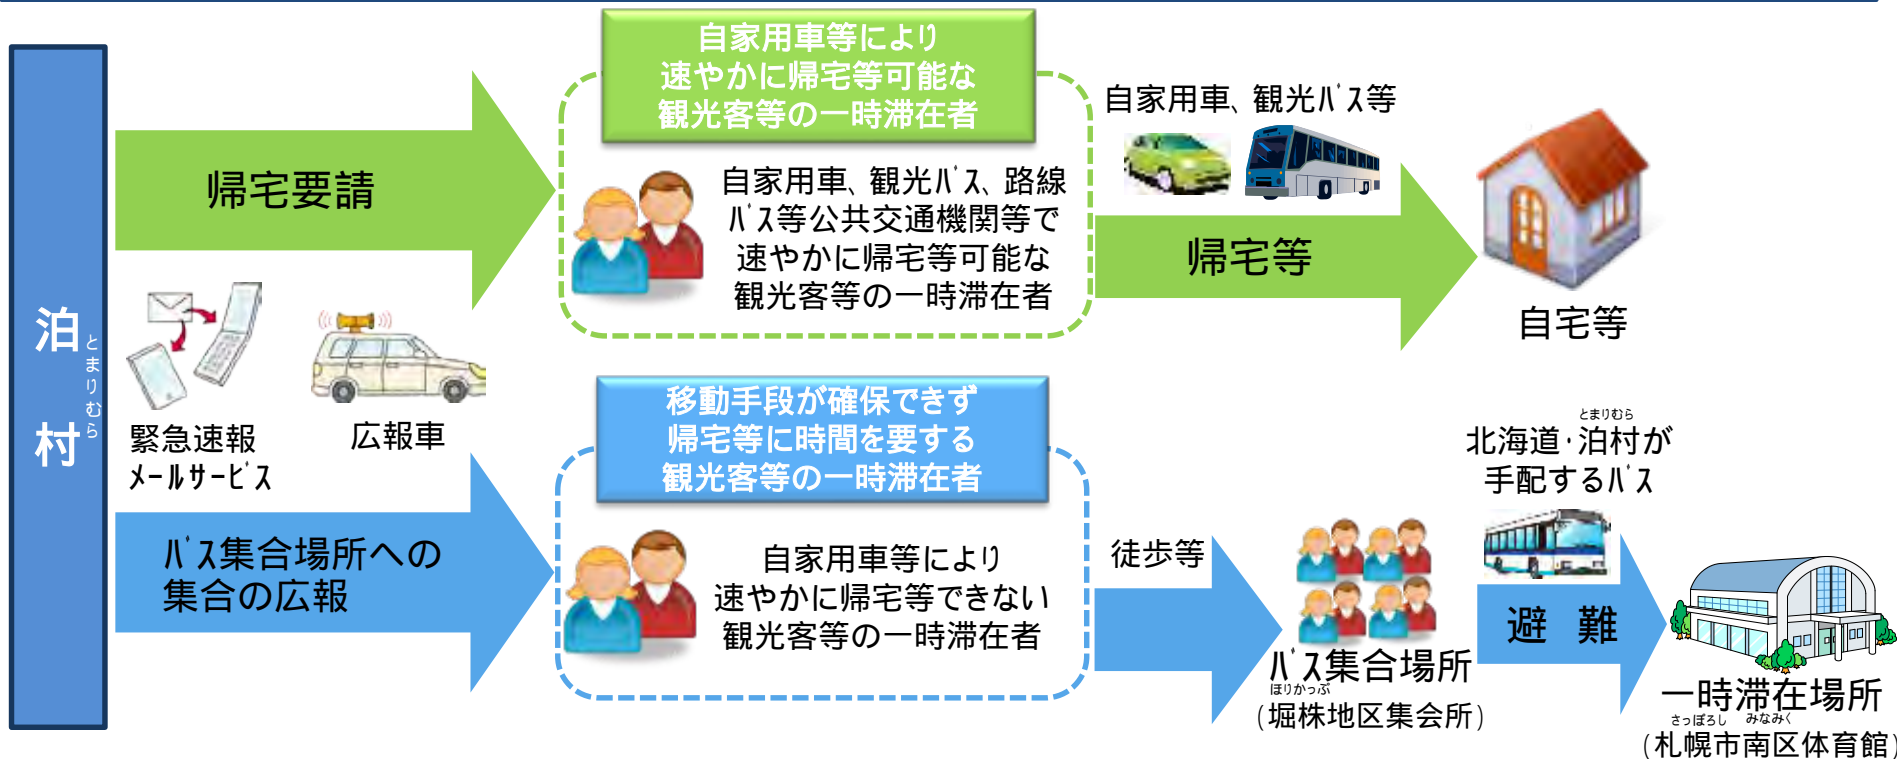 泊村
とまりむら
帰宅要請
緊急速報
メールサービス
広報車
バス集合場所への
集合の広報
自家用車等により
速やかに帰宅等可能な
観光客等の一時滞在者
自家用車、観光バス、路線
バス等公共交通機関等で
速やかに帰宅等可能な
観光客等の一時滞在者
自家用車、観光バス等
帰宅等
自宅等
移動手段が確保できず
帰宅等に時間を要する
観光客等の一時滞在者
自家用車等により
速やかに帰宅等できない
観光客等の一時滞在者
徒歩等
バス集合場所
ほりかっぷ
(堀株地区集会所)
とまりむら
北海道・泊村が
手配するバス
避 難
一時滞在場所
さっぽろし みなみく
(札幌市南区体育館)